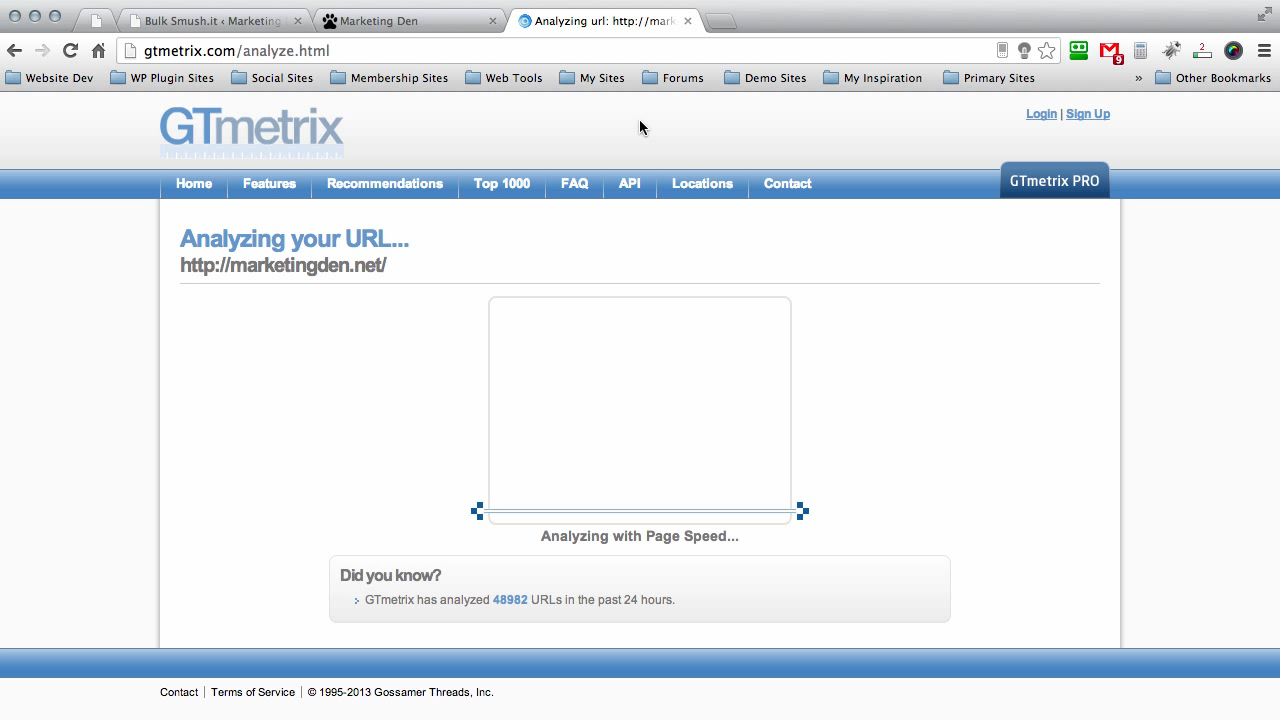 Bulk Smush.it ‹ Marketing
Marketing Den
Analyzing url: http://mark
gtmetrix.com/analyze.html
9
2
Website Dev
WP Plugin Sites
Social Sites
Membership Sites
Web Tools
My Sites
Forums
Demo Sites
My Inspiration
Primary Sites
»
Other Bookmarks
GTmetrix
Login | Sign Up
Home
Features
Recommendations
Top 1000
FAQ
API
Locations
Contact
GTmetrix PRO
Analyzing your URL...
http://marketingden.net/
Analyzing with Page Speed...
Did you know?
GTmetrix has analyzed 48982 URLs in the past 24 hours.
Contact | Terms of Service | © 1995-2013 Gossamer Threads, Inc.